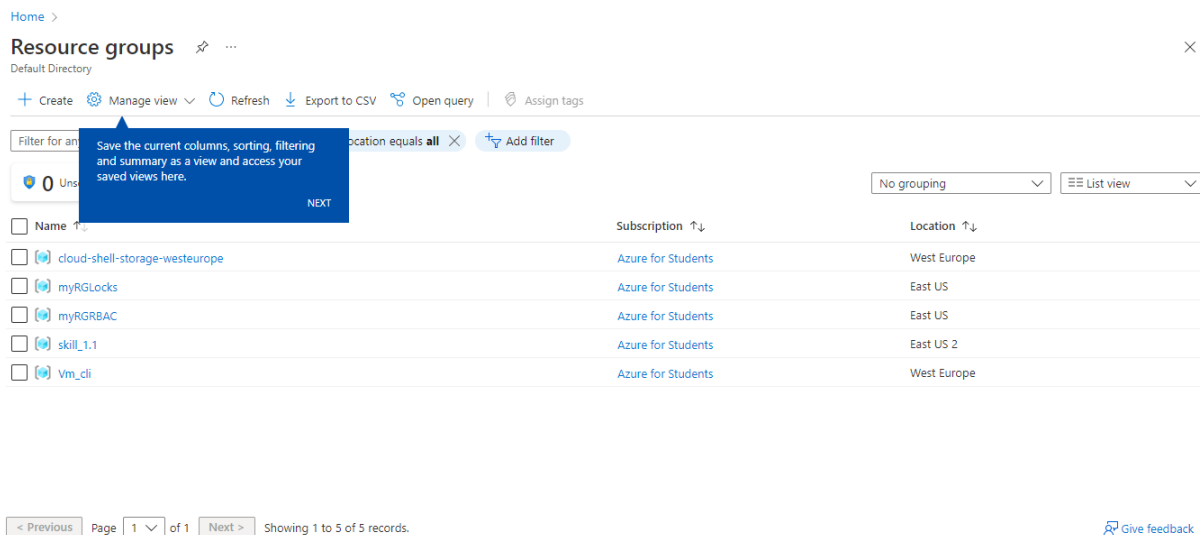 Home
Resource groups
Default Directory
Create Manage view Refresh Export to CSV Open query Assign tags
Filter for an
ocation equals all Add filter
Save the current columns, sorting, filtering
and summary as a view and access your
saved views here.
NEXT
0 Uns
No grouping List view
Name Subscription Location
cloud-shell-storage-westeurope Azure for Students West Europe
myRGLocks Azure for Students East US
myRGRBAC Azure for Students East US
skill_1.1 Azure for Students East US 2
Vm_cli Azure for Students West Europe
< Previous Page 1 of 1 Next > Showing 1 to 5 of 5 records. Give feedback